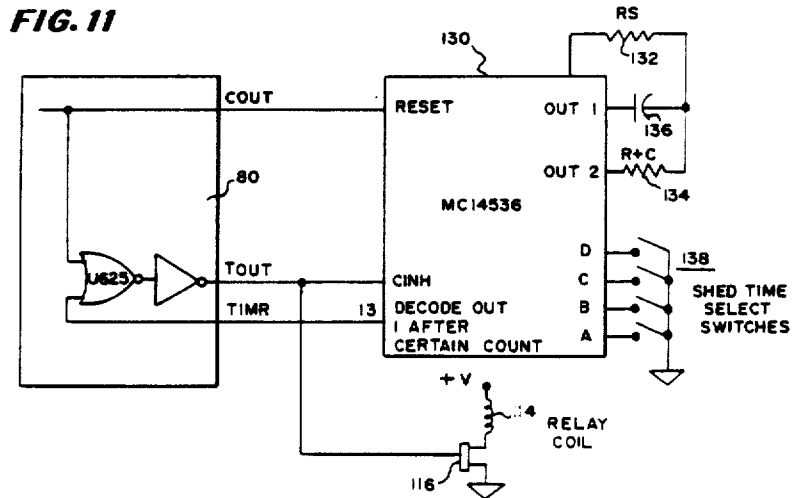 FIG. 11
RS
130
132
COUT
RESET
OUT 1
136
80
R+C
OUT 2
134
MC14536
U625
TOUT
CINH
D
138
C
SHED TIME
SELECT
SWITCHES
B
A
TIMR
13
DECODE OUT
1 AFTER
CERTAIN COUNT
+V
RELAY
COIL
116